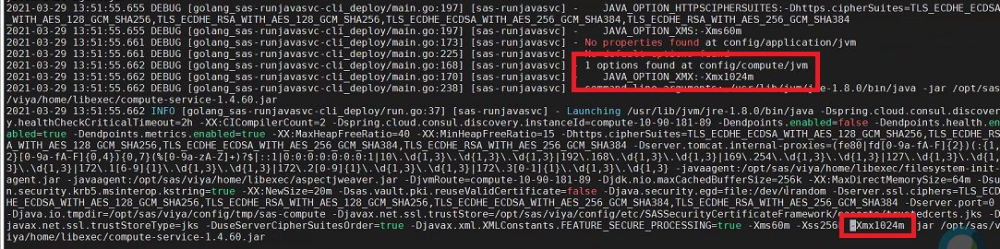 2021-03-29 13:51:55.655 DEBUG [golang_sas-runjavasvc-cli_deploy/main.go:197] [sas-runjavasvc] -     JAVA_OPTION_HTTPSCIPHERSUITES:-Dhttps.cipherSuites=TLS_ECDHE_ECDSA
_WITH_AES_128_GCM_SHA256,TLS_ECDHE_RSA_WITH_AES_128_GCM_SHA256,TLS_ECDHE_ECDSA_WITH_AES_256_GCM_SHA384,TLS_ECDHE_RSA_WITH_AES_256_GCM_SHA384
2021-03-29 13:51:55.655 DEBUG [golang_sas-runjavasvc-cli_deploy/main.go:197] [sas-runjavasvc] -     JAVA_OPTION_XMS:-Xms60m
2021-03-29 13:51:55.661 DEBUG [golang_sas-runjavasvc-cli_deploy/main.go:173] [sas-runjavasvc] - No properties found at config/application/jvm
2021-03-29 13:51:55.661 DEBUG [golang_sas-runjavasvc-cli_deploy/main.go:225] [sas-runjavasvc] - No default options found
2021-03-29 13:51:55.662 DEBUG [golang_sas-runjavasvc-cli_deploy/main.go:168] [sas-runjavasvc] - 1 options found at config/compute/jvm
2021-03-29 13:51:55.662 DEBUG [golang_sas-runjavasvc-cli_deploy/main.go:170] [sas-runjavasvc] -     JAVA_OPTION_XMX:-Xmx1024m
2021-03-29 13:51:55.662 DEBUG [golang_sas-runjavasvc-cli_deploy/main.go:238] [sas-runjavasvc] - command line arguments: /usr/lib/jvm/jre-1.8.0/bin/java -jar /opt/sas
/viya/home/libexec/compute-service-1.4.60.jar
2021-03-29 13:51:55.662 INFO [golang_sas-runjavasvc-cli_deploy/run.go:37] [sas-runjavasvc] - Launching /usr/lib/jvm/jre-1.8.0/bin/java -Dspring.cloud.consul.discover
y.healthCheckCriticalTimeout=2h -XX:CICompilerCount=2 -Dspring.cloud.consul.discovery.instanceId=compute-10-90-181-89 -Dendpoints.enabled=false -Dendpoints.health.en
abled=true -Dendpoints.metrics.enabled=true -XX:MaxHeapFreeRatio=40 -XX:MinHeapFreeRatio=15 -Dhttps.cipherSuites=TLS_ECDHE_ECDSA_WITH_AES_128_GCM_SHA256,TLS_ECDHE_RS
A_WITH_AES_128_GCM_SHA256,TLS_ECDHE_ECDSA_WITH_AES_256_GCM_SHA384,TLS_ECDHE_RSA_WITH_AES_256_GCM_SHA384 -Dserver.tomcat.internal-proxies=(fe80|fd[0-9a-fA-F]{2})(:{1,
2}[0-9a-fA-F]{0,4}){0,7}(%[0-9a-zA-Z]+)?$|::1|0:0:0:0:0:0:0:1|10\.\d{1,3}\.\d{1,3}\.\d{1,3}|192\.168\.\d{1,3}\.\d{1,3}|169\.254\.\d{1,3}\.\d{1,3}|127\.\d{1,3}\.\d{1,
3}\.\d{1,3}|172\.1[6-9]{1}\.\d{1,3}\.\d{1,3}|172\.2[0-9]{1}\.\d{1,3}\.\d{1,3}|172\.3[0-1]{1}\.\d{1,3}\.\d{1,3} -javaagent:/opt/sas/viya/home/libexec/filesystem-init-
agent.jar -javaagent:/opt/sas/viya/home/libexec/aspectjweaver.jar -DjvmRoute=compute-10-90-181-89 -Djdk.nio.maxCachedBufferSize=256k -XX:MaxDirectMemorySize=64m -Dsu
n.security.krb5.msinterop.kstring=true -XX:NewSize=20m -Dsas.vault.pki.reuseValidCertificate=false -Djava.security.egd=file:/dev/urandom -Dserver.ssl.ciphers=TLS_ECD
HE_ECDSA_WITH_AES_128_GCM_SHA256,TLS_ECDHE_RSA_WITH_AES_128_GCM_SHA256,TLS_ECDHE_ECDSA_WITH_AES_256_GCM_SHA384,TLS_ECDHE_RSA_WITH_AES_256_GCM_SHA384 -Dserver.port=0
-Djava.io.tmpdir=/opt/sas/viya/config/tmp/sas-compute -Djavax.net.ssl.trustStore=/opt/sas/viya/config/etc/SASSecurityCertificateFramework/cacerts/trustedcerts.jks -D
javax.net.ssl.trustStoreType=jks -DuseServerCipherSuitesOrder=true -Djavax.xml.XMLConstants.FEATURE_SECURE_PROCESSING=true -Xms60m -Xss256k -Xmx1024m -jar /opt/sas/v
iya/home/libexec/compute-service-1.4.60.jar